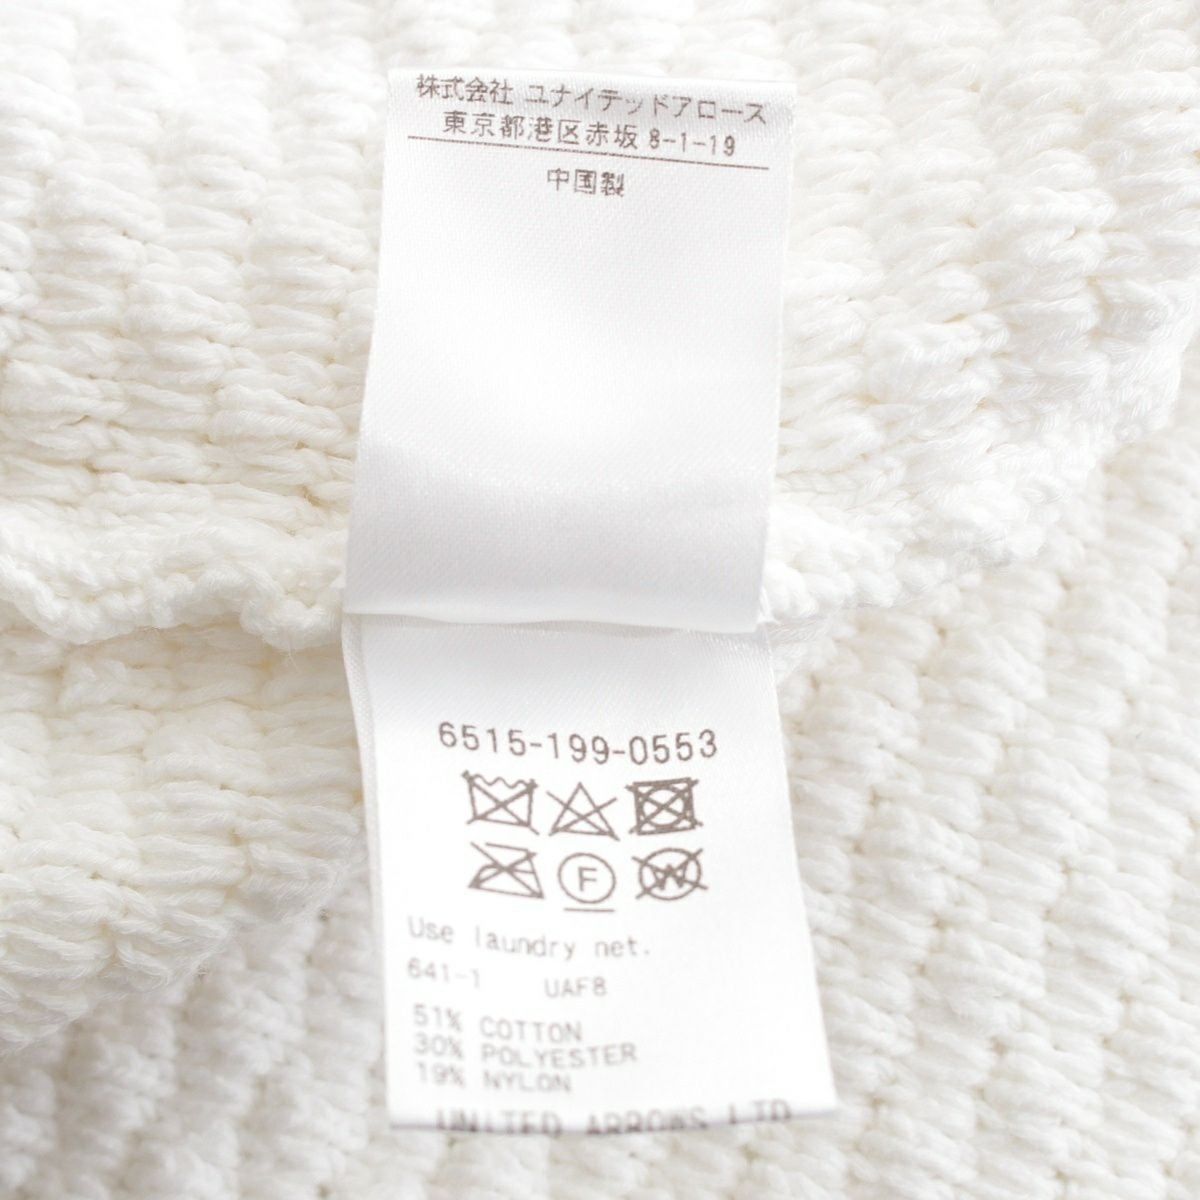 株式会社 ユナイテッドアローズ
東京都港区赤坂 8-1-19
中国製
6515-199-0553
F
W
Use laundry net.
641-1 UAF8
51% COTTON
30% POLYESTER
19% NYLON
UNITED ARROWS LTD